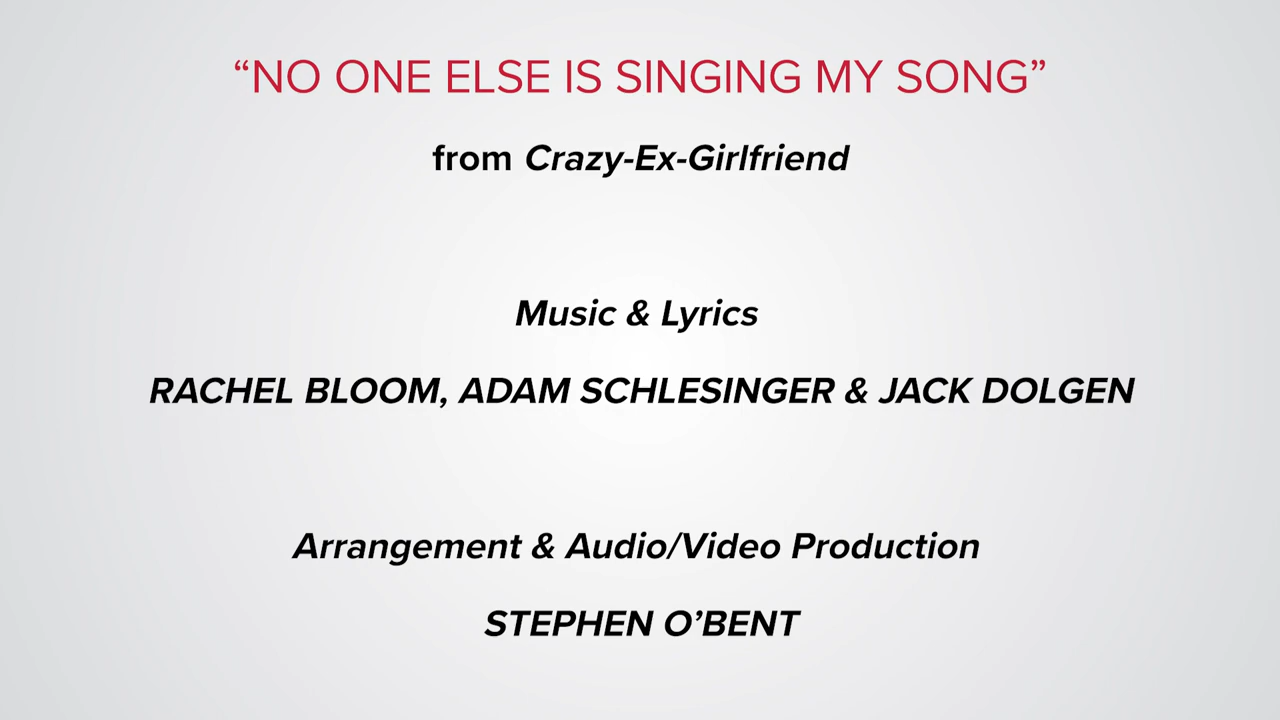 “NO ONE ELSE IS SINGING MY SONG”
from Crazy-Ex-Girlfriend
Music & Lyrics
RACHEL BLOOM, ADAM SCHLESINGER & JACK DOLGEN
Arrangement & Audio/Video Production
STEPHEN O’BENT